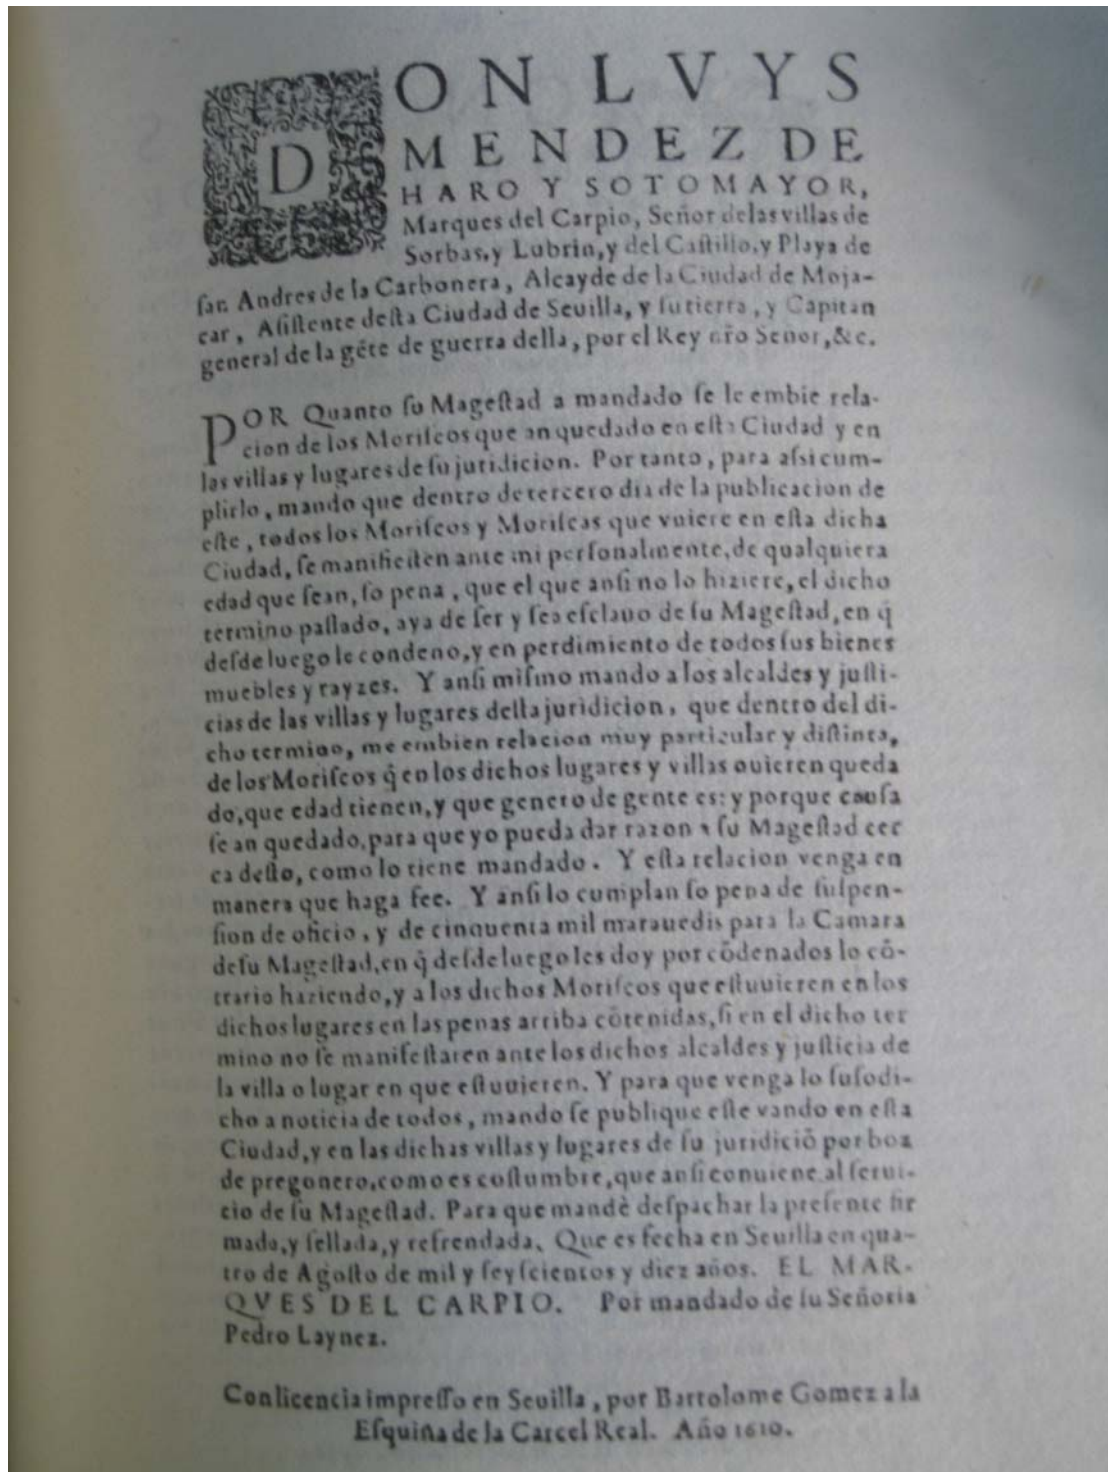 DON LVYS
MENDEZ DE
HARO Y SOTOMAYOR,
Marques del Carpio, Señor delas villas de
Sorbas, y Lubrin, y del Castillo, y Playa de
san Andres de la Carbonera, Alcayde de la Ciudad de Moja-
car, Asistente desta Ciudad de Seuilla, y su tierra, y Capitan
general de la gẽte de guerra della, por el Rey nr̃o Señor, &c.
POR Quanto su Magestad a mandado se le embie rela-
cion de los Moriscos que an quedado en esta Ciudad y en
las villas y lugares de su juridicion. Por tanto, para assi cum-
plirlo, mando que dentro de tercero dia de la publicacion de
este, todos los Moriscos y Moriscas que vuiere en esta dicha
Ciudad, se manifiesten ante mi personalmente, de qualquiera
edad que sean, so pena, que el que ansi no lo hiziere, el dicho
termino passado, aya de ser y sea esclauo de su Magestad, en q̃
desde luego le condeno, y en perdimiento de todos sus bienes
muebles y rayzes. Y ansi mismo mando a los alcaldes y justi-
cias de las villas y lugares desta juridicion, que dentro del di-
cho termino, me embien relacion muy particular y distinta,
de los Moriscos q̃ en los dichos lugares y villas ouieren queda
do, que edad tienen, y que genero de gente es: y porque causa
se an quedado, para que yo pueda dar razon a su Magestad cer
ca desto, como lo tiene mandado. Y esta relacion venga en
manera que haga fee. Y ansi lo cumplan so pena de suspen-
sion de oficio, y de cinquenta mil marauedis para la Camara
desu Magestad, en q̃ desde luego les doy por cõdenados lo cõ-
trario haziendo, y a los dichos Moriscos que estuuieren en los
dichos lugares en las penas arriba cõtenidas, si en el dicho ter
mino no se manifestaren ante los dichos alcaldes y justicia de
la villa o lugar en que estuuieren. Y para que venga lo susodi-
cho a noticia de todos, mando se publique este vando en esta
Ciudad, y en las dichas villas y lugares de su juridiciõ por boz
de pregonero, como es costumbre, que ansi conuiene al serui-
cio de su Magestad. Para que mandè despachar la presente fir
mada, y sellada, y refrendada. Que es fecha en Seuilla en qua-
tro de Agosto de mil y seyscientos y diez años. EL MAR-
QVES DEL CARPIO. Por mandado de su Señoria
Pedro Laynez.
Con licencia impresso en Seuilla, por Bartolome Gomez a la
Esquina de la Carcel Real. Año 1610.